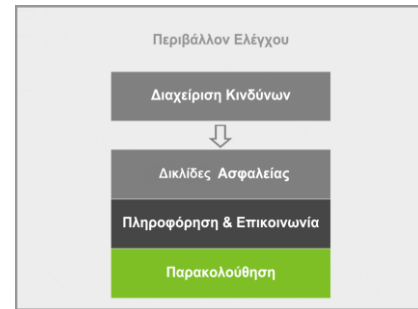 Περιβάλλον Ελέγχου
Διαχείριση Κινδύνων
Δικλίδες Ασφαλείας
Πληροφόρηση & Επικοινωνία
Παρακολούθηση